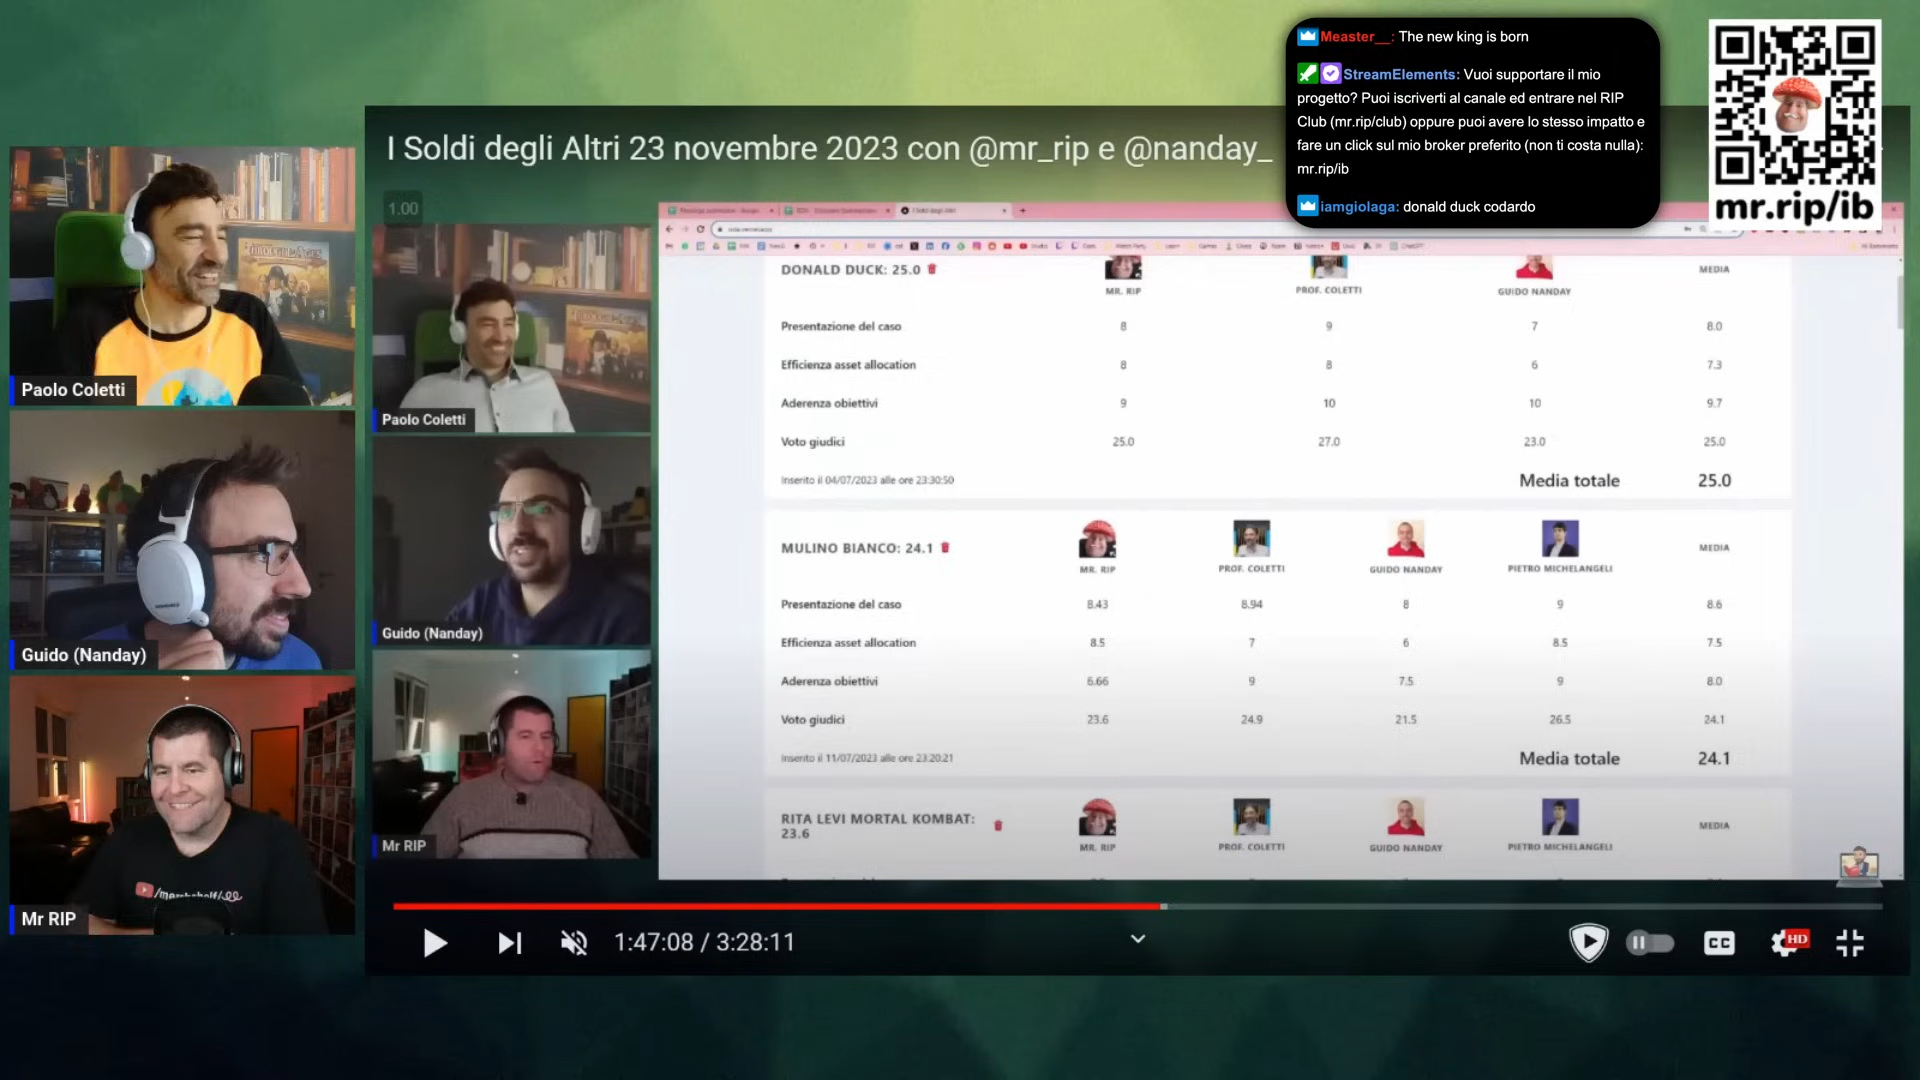 Measter__: The new king is born
StreamElements: Vuoi supportare il mio
progetto? Puoi iscriverti al canale ed entrare nel RIP
Club (mr.rip/club) oppure puoi avere lo stesso impatto e
fare un click sul mio broker preferito (non ti costa nulla):
mr.rip/ib
iamgiolaga: donald duck codardo
mr.rip/ib
I Soldi degli Altri 23 novembre 2023 con @mr_rip e @nanday_
1.00
Paolo Coletti
Guido (Nanday)
Mr RIP
Paolo Coletti
Guido (Nanday)
Mr RIP
DONALD DUCK: 25.0
MR. RIP PROF. COLETTI GUIDO NANDAY MEDIA
Presentazione del caso 8 9 7 8.0
Efficienza asset allocation 8 8 6 7.3
Aderenza obiettivi 9 10 10 9.7
Voto giudici 25.0 27.0 23.0 25.0
Inserito il 04/07/2023 alle ore 23:30:50 Media totale 25.0
MULINO BIANCO: 24.1
MR. RIP PROF. COLETTI GUIDO NANDAY PIETRO MICHELANGELI MEDIA
Presentazione del caso 8.43 8.94 8 9 8.6
Efficienza asset allocation 8.5 7 6 8.5 7.5
Aderenza obiettivi 6.66 9 7.5 9 8.0
Voto giudici 23.6 24.9 21.5 26.5 24.1
Inserito il 11/07/2023 alle ore 23:20:21 Media totale 24.1
RITA LEVI MORTAL KOMBAT:
23.6
MR. RIP PROF. COLETTI GUIDO NANDAY PIETRO MICHELANGELI MEDIA
1:47:08 / 3:28:11
CC
HD